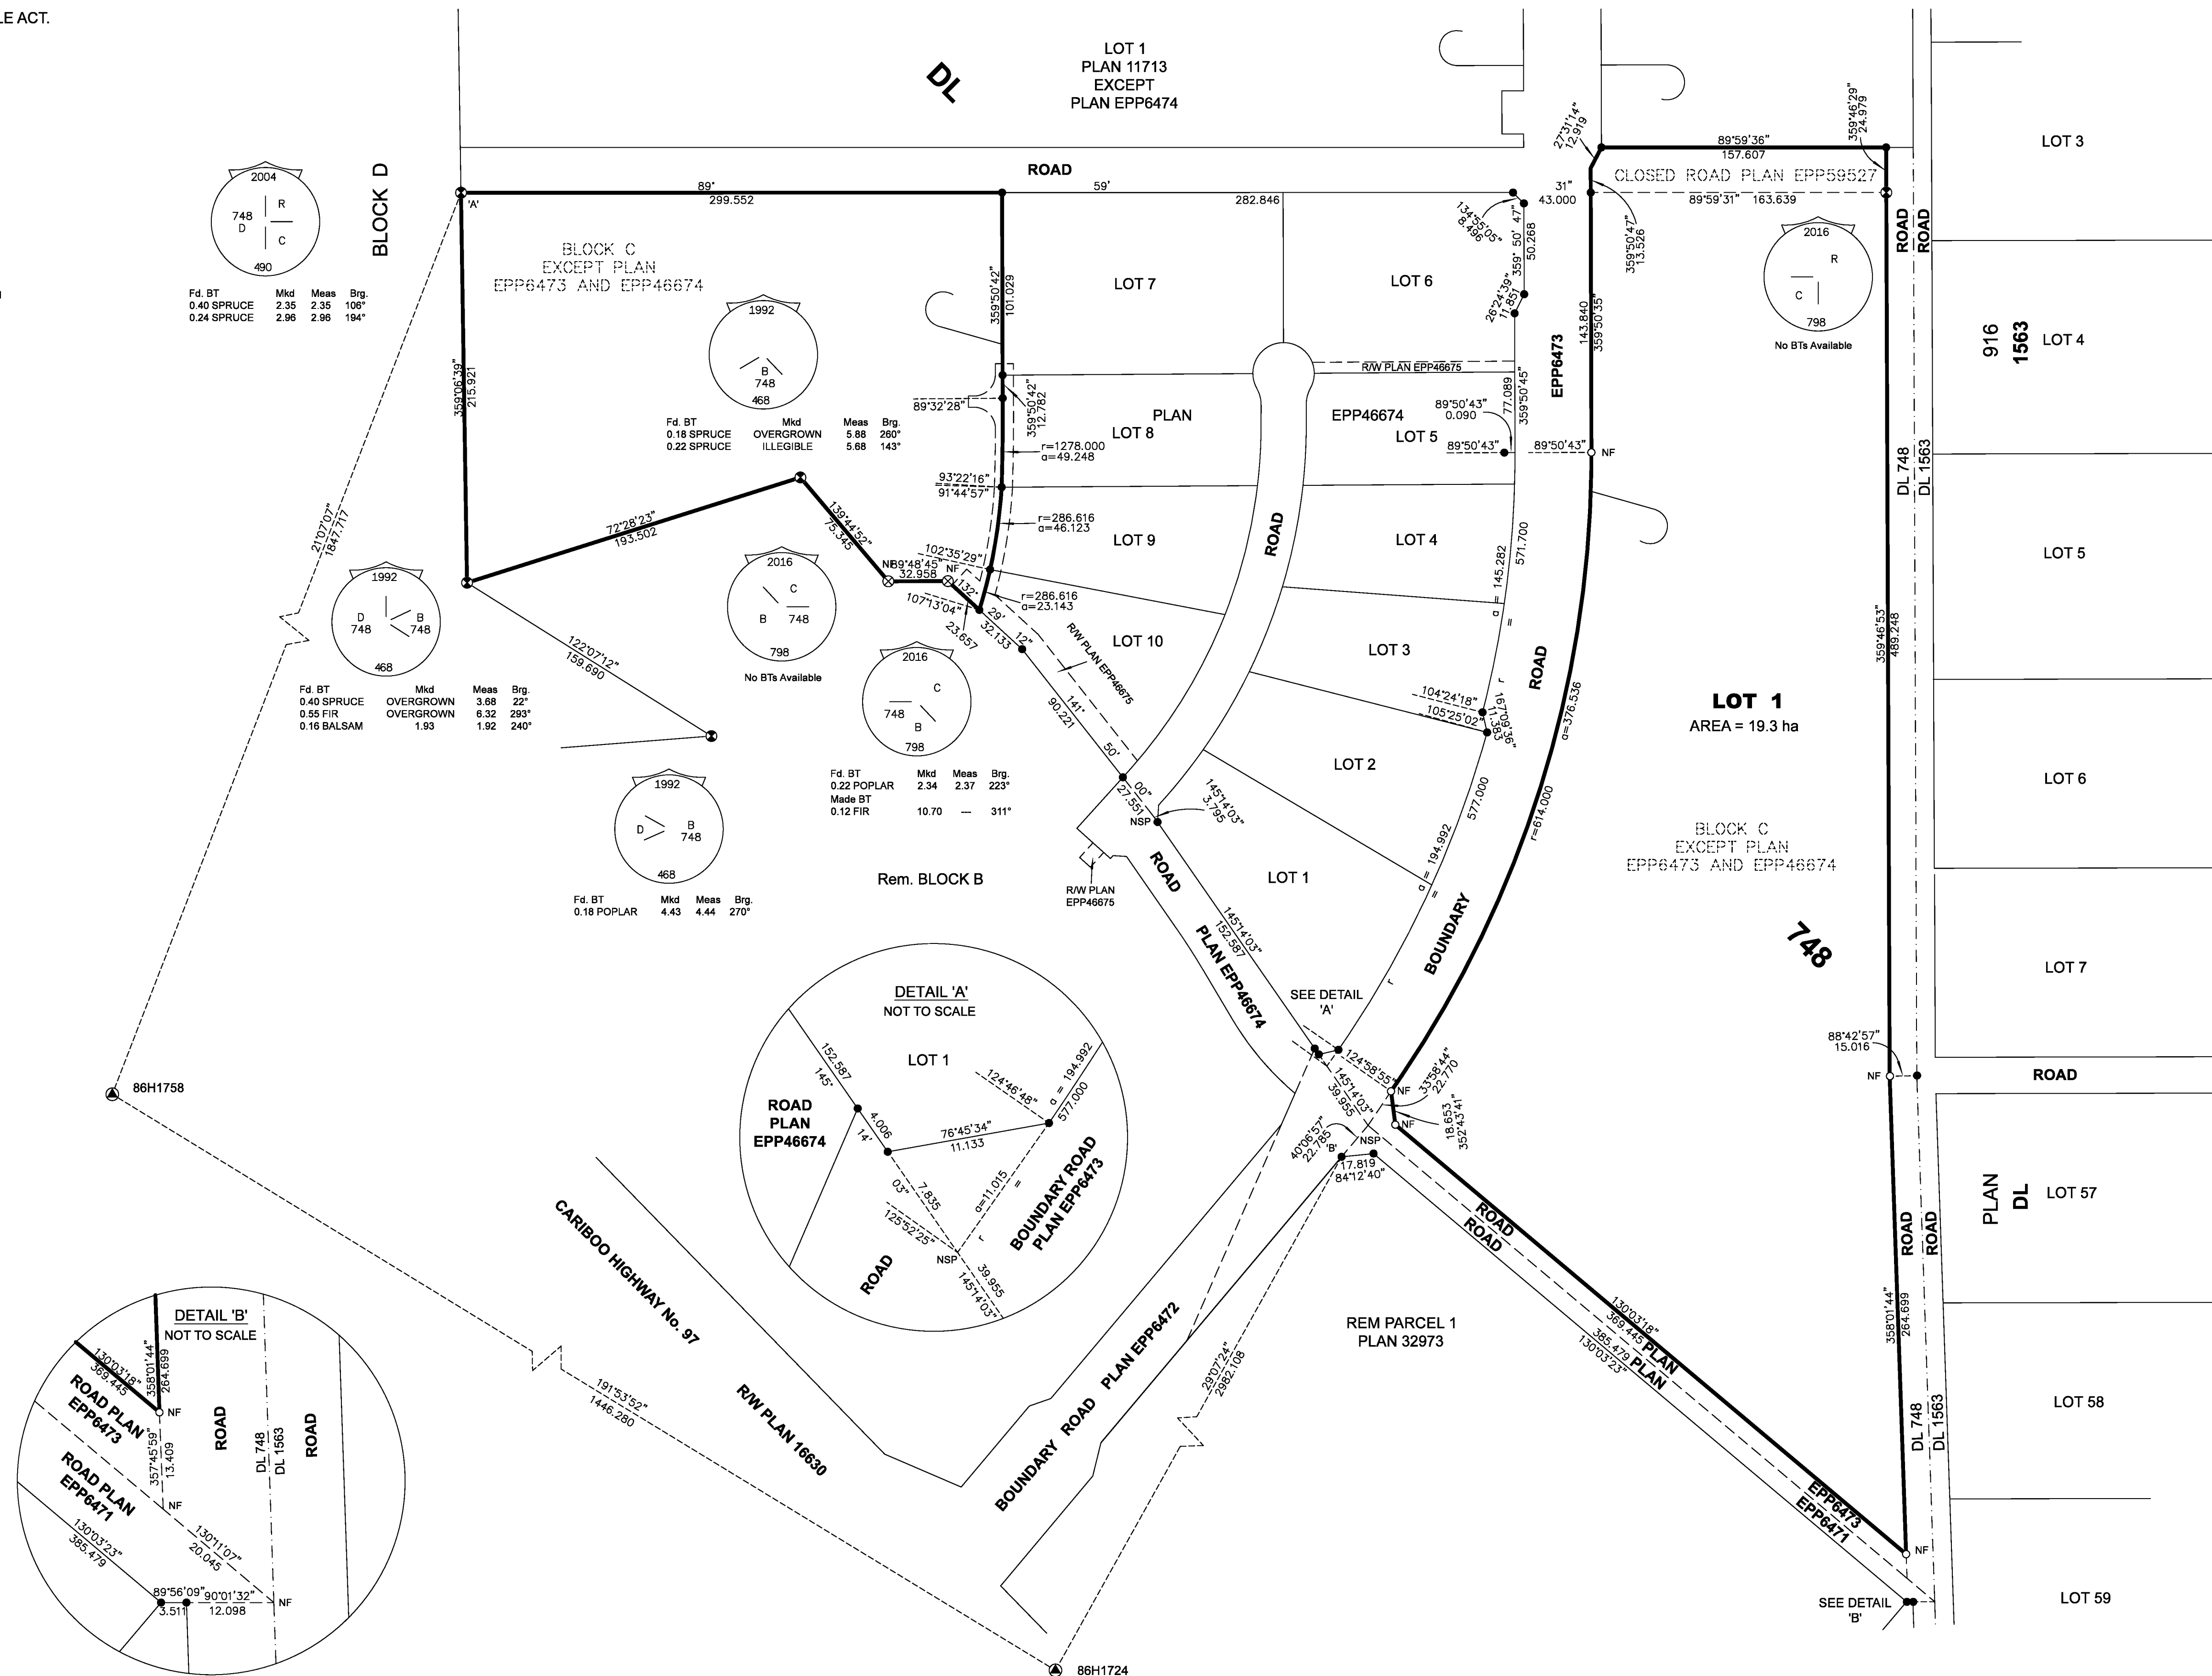 LE ACT.
LOT 1
PLAN 11713
EXCEPT
PLAN EPP6474
DL
ROAD
BLOCK D
2004
R
748
D
C
490
Fd. BT Mkd Meas Brg.
0.40 SPRUCE 2.35 2.35 106°
0.24 SPRUCE 2.96 2.96 194°
'A'
89°
299.552
59'
282.846
31"
43.000
BLOCK C
EXCEPT PLAN
EPP6473 AND EPP46674
359°06'39"
215.921
1992
B
748
468
Fd. BT Mkd Meas Brg.
0.18 SPRUCE OVERGROWN 5.88 260°
0.22 SPRUCE ILLEGIBLE 5.68 143°
359°50'42"
101.029
89°32'28"
359°50'42"
12.782
r=1278.000
a=49.248
93°22'16"
91°44'57"
r=286.616
a=46.123
102°35'29"
r=286.616
a=23.143
107°13'04"
72°28'23"
193.502
139°44'52"
75.345
NF
89°48'45"
32.958
NF
132°
23.657
29'
32.133
12"
141°
90.221
50'
00"
27.551
NSP
145°14'03"
3.795
R/W PLAN EPP46675
LOT 7
LOT 6
LOT 8
PLAN
EPP46674
LOT 5
LOT 9
LOT 4
LOT 10
LOT 3
LOT 2
LOT 1
ROAD
R/W PLAN EPP46675
134°55'05"
8.496
359° 50' 47"
50.268
26°24'39"
11.851
77.089
359°50'45"
89°50'43"
0.090
89°50'43"
89°50'43"
NF
EPP6473
143.840
359°50'35"
27°31'14"
12.919
359°50'47"
13.526
89°59'36"
157.607
359°46'29"
24.979
CLOSED ROAD PLAN EPP59527
89°59'31" 163.639
2016
R
C
798
No BTs Available
ROAD
ROAD
DL 748
DL 1563
359°46'53"
489.248
LOT 3
916
1563
LOT 4
LOT 5
LOT 6
LOT 7
a = 145.282
r = 571.700
104°24'18"
105°25'02"
167°09'36"
11.383
a = 194.992
r = 577.000
ROAD
BOUNDARY
a=376.536
r=614.000
LOT 1
AREA = 19.3 ha
BLOCK C
EXCEPT PLAN
EPP6473 AND EPP46674
748
21°07'07"
1847.717
1992
D
748
B
748
468
Fd. BT Mkd Meas Brg.
0.40 SPRUCE OVERGROWN 3.68 22°
0.55 FIR OVERGROWN 6.32 293°
0.16 BALSAM 1.93 1.92 240°
122°07'12"
159.690
2016
C
B
748
798
No BTs Available
2016
C
748
B
798
Fd. BT Mkd Meas Brg.
0.22 POPLAR 2.34 2.37 223°
Made BT
0.12 FIR 10.70 --- 311°
1992
D
B
748
468
Fd. BT Mkd Meas Brg.
0.18 POPLAR 4.43 4.44 270°
Rem. BLOCK B
R/W PLAN
EPP46675
ROAD
PLAN EPP46674
145°14'03"
152.587
SEE DETAIL
'A'
124°58'55"
NF
33°58'44"
22.770
145°14'03"
39.955
18.653
352°43'41"
NF
40°06'57"
22.785
NSP
'B'
17.819
84°12'40"
88°42'57"
15.016
NF
ROAD
DETAIL 'A'
NOT TO SCALE
LOT 1
152.587
145°
ROAD
PLAN
EPP46674
4.006
14'
76°45'34"
11.133
124°46'48"
a = 194.992
r = 577.000
03"
7.835
a=11.015
125°52'25"
NSP
39.955
145°14'03"
ROAD
BOUNDARY ROAD
PLAN EPP6473
86H1758
CARIBOO HIGHWAY No. 97
R/W PLAN 16630
191°53'52"
1446.280
BOUNDARY ROAD PLAN EPP6472
29°07'24"
2982.108
86H1724
REM PARCEL 1
PLAN 32973
ROAD
ROAD
130°03'18"
369.445
PLAN
385.479
130°03'23"
PLAN
EPP6473
EPP6471
NF
SEE DETAIL
'B'
358°01'44"
264.699
ROAD
ROAD
DL 748
DL 1563
PLAN
DL
LOT 57
LOT 58
LOT 59
DETAIL 'B'
NOT TO SCALE
130°03'18"
369.445
358°01'44"
264.699
NF
ROAD PLAN
EPP6473
357°45'59"
13.409
ROAD
DL 748
DL 1563
ROAD
ROAD PLAN
EPP6471
NF
130°03'23"
385.479
130°11'07"
20.045
89°56'09"
3.511
90°01'32"
12.098
NF